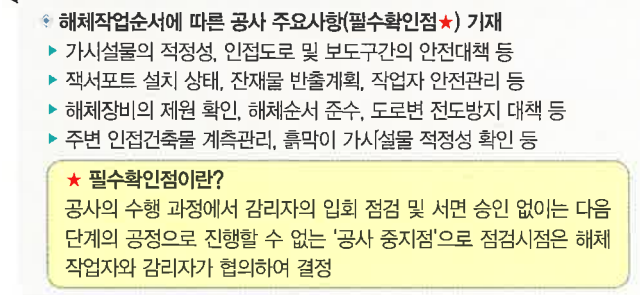 해체작업순서에 따른 공사 주요사항(필수확인점★) 기재
▶ 가시설물의 적정성, 인접도로 및 보도구간의 안전대책 등
▶ 잭서포트 설치 상태, 잔재물 반출계획, 작업자 안전관리 등
▶ 해체장비의 제원 확인, 해체순서 준수, 도로변 전도방지 대책 등
▶ 주변 인접건축물 계측관리, 흙막이 가시설물 적정성 확인 등
★ 필수확인점이란?
공사의 수행 과정에서 감리자의 입회 점검 및 서면 승인 없이는 다음
단계의 공정으로 진행할 수 없는 '공사 중지점'으로 점검시점은 해체
작업자와 감리자가 협의하여 결정